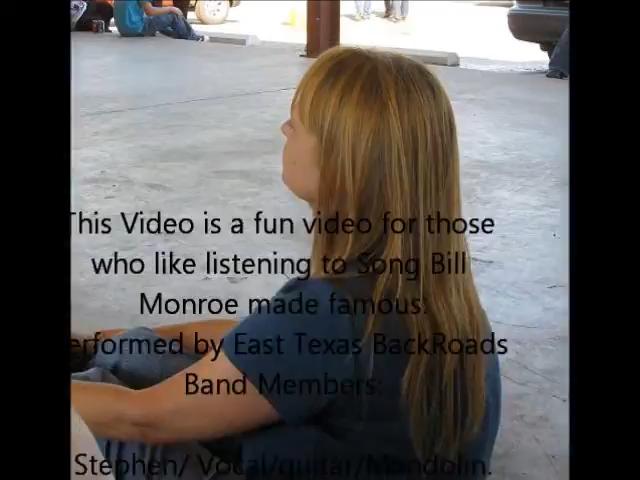 This Video is a fun video for those
who like listening to Song Bill
Monroe made famous.
erformed by East Texas BackRoads
Band Members:
Stephen/ Vocal/guitar/Mandolin.